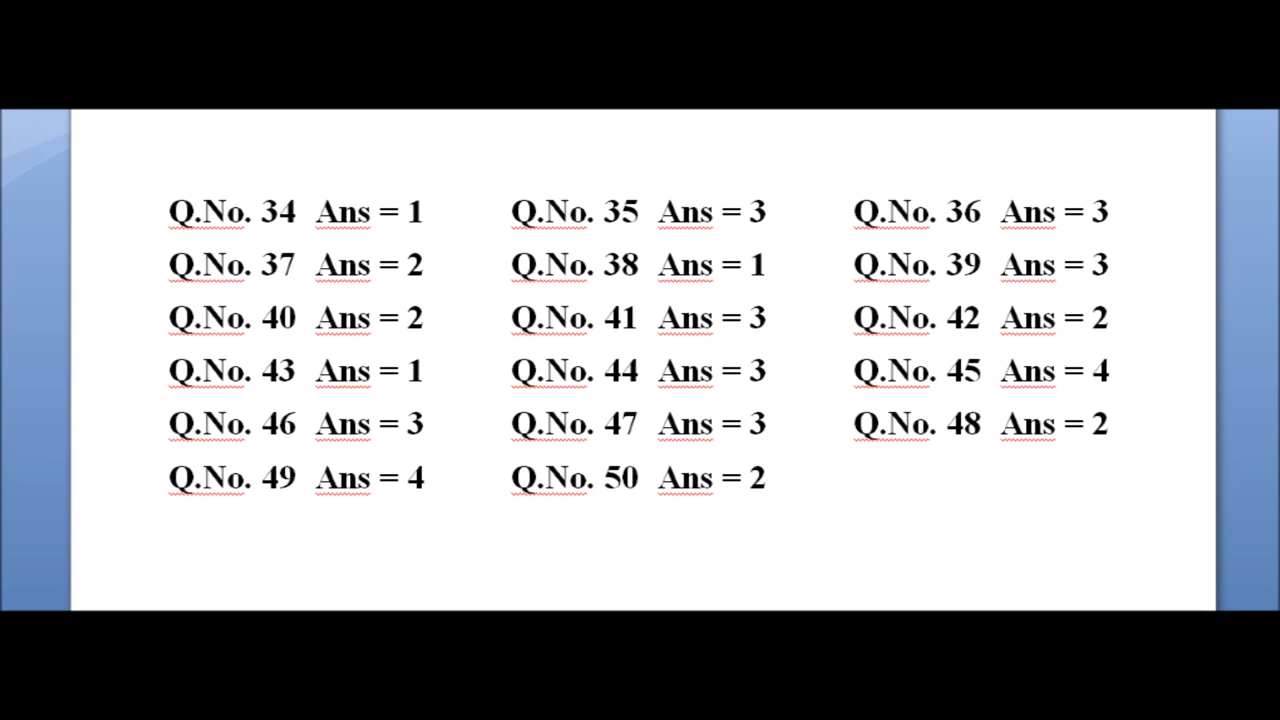 Q.No. 34 Ans = 1 Q.No. 35 Ans = 3 Q.No. 36 Ans = 3
Q.No. 37 Ans = 2 Q.No. 38 Ans = 1 Q.No. 39 Ans = 3
Q.No. 40 Ans = 2 Q.No. 41 Ans = 3 Q.No. 42 Ans = 2
Q.No. 43 Ans = 1 Q.No. 44 Ans = 3 Q.No. 45 Ans = 4
Q.No. 46 Ans = 3 Q.No. 47 Ans = 3 Q.No. 48 Ans = 2
Q.No. 49 Ans = 4 Q.No. 50 Ans = 2